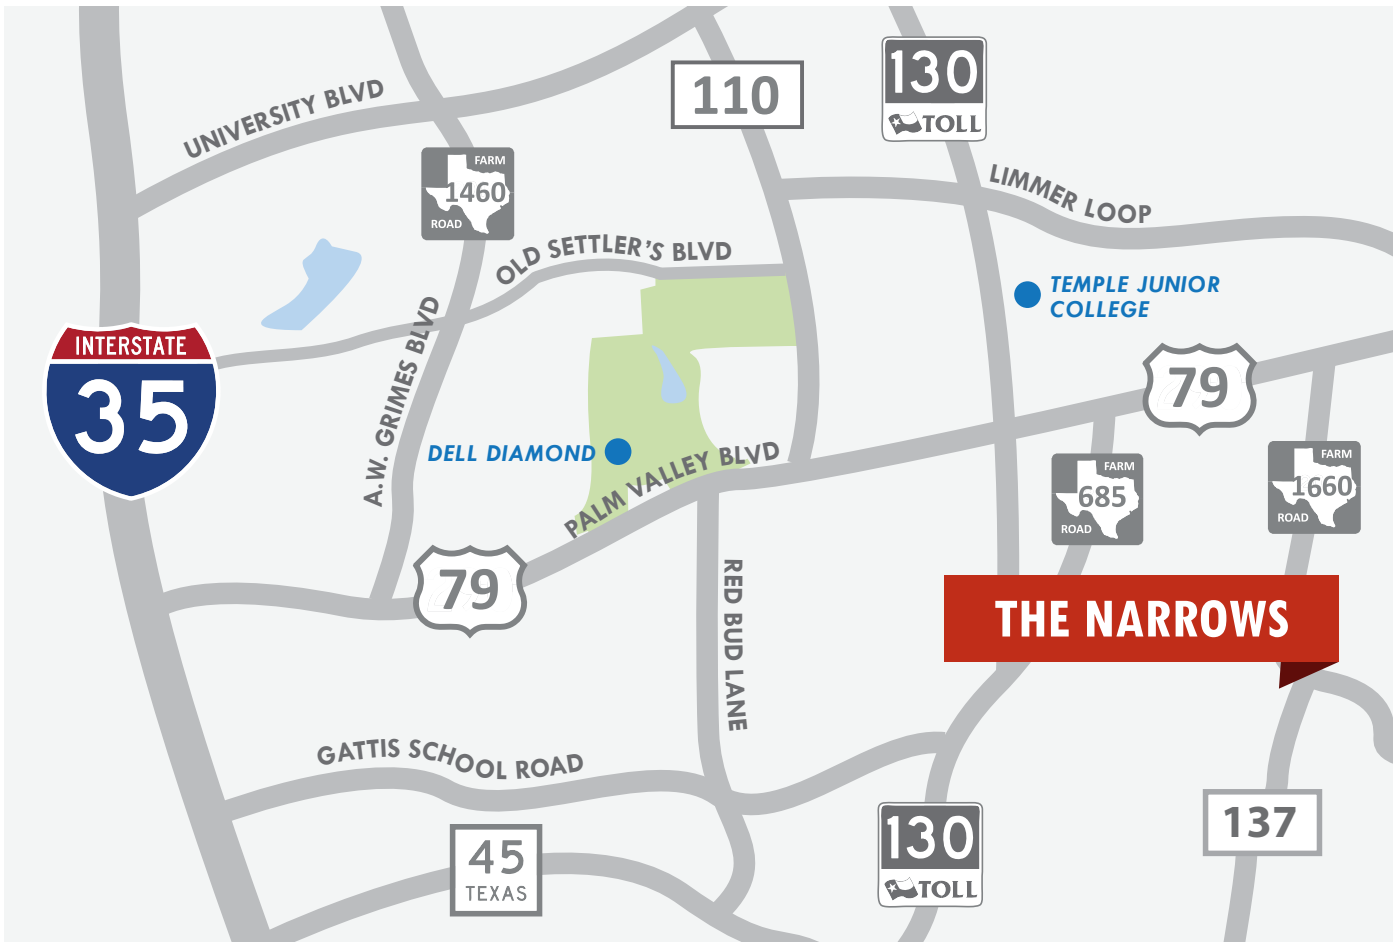 UNIVERSITY BLVD
110
130
TOLL
FARM
1460
ROAD
LIMMER LOOP
OLD SETTLER'S BLVD
TEMPLE JUNIOR
COLLEGE
INTERSTATE
35
A.W. GRIMES BLVD
79
DELL DIAMOND
PALM VALLEY BLVD
FARM
685
ROAD
FARM
1660
ROAD
79
RED BUD LANE
THE NARROWS
GATTIS SCHOOL ROAD
137
130
TOLL
45
TEXAS